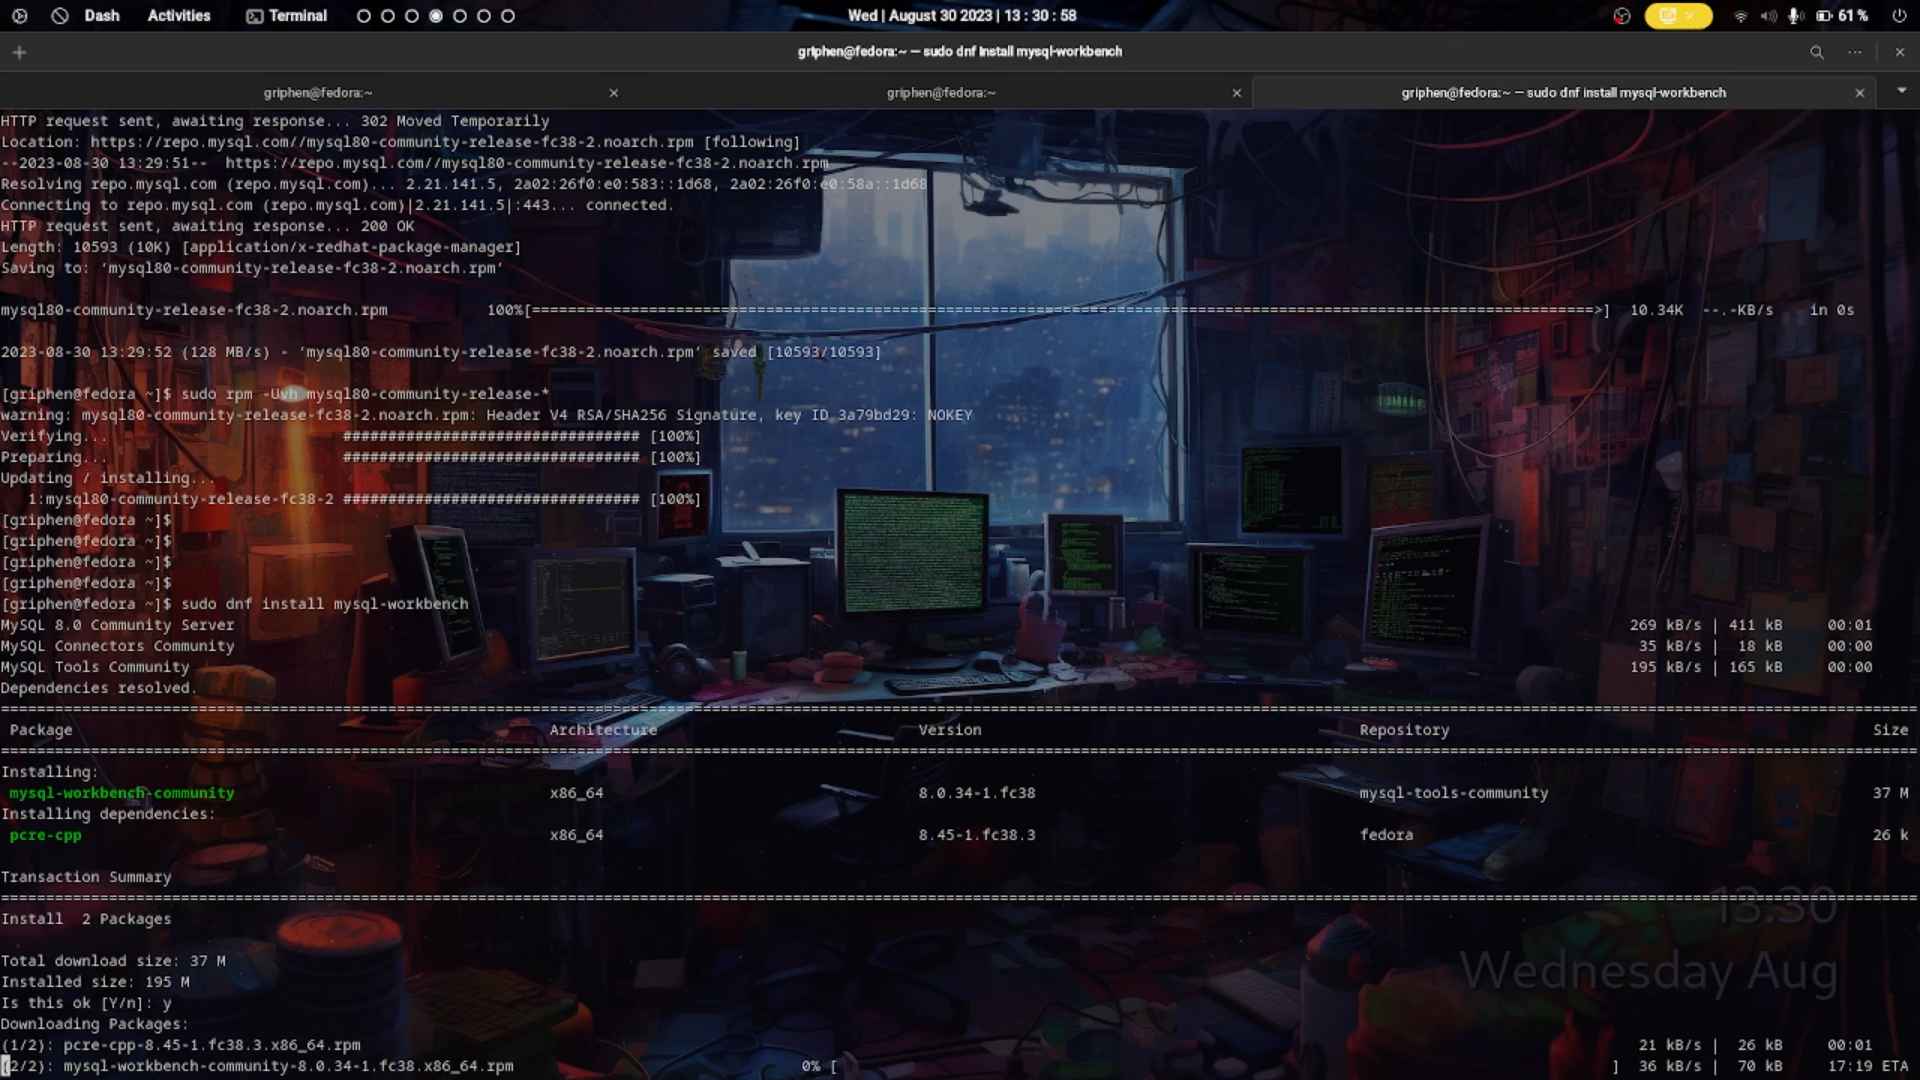 Dash Activities Terminal Wed | August 30 2023 | 13 : 30 : 58 61 %
griphen@fedora:~ — sudo dnf install mysql-workbench
griphen@fedora:~ griphen@fedora:~ griphen@fedora:~ — sudo dnf install mysql-workbench
HTTP request sent, awaiting response... 302 Moved Temporarily
Location: https://repo.mysql.com//mysql80-community-release-fc38-2.noarch.rpm [following]
--2023-08-30 13:29:51--  https://repo.mysql.com//mysql80-community-release-fc38-2.noarch.rpm
Resolving repo.mysql.com (repo.mysql.com)... 2.21.141.5, 2a02:26f0:e0:583::1d68, 2a02:26f0:e0:58a::1d68
Connecting to repo.mysql.com (repo.mysql.com)|2.21.141.5|:443... connected.
HTTP request sent, awaiting response... 200 OK
Length: 10593 (10K) [application/x-redhat-package-manager]
Saving to: ‘mysql80-community-release-fc38-2.noarch.rpm’
mysql80-community-release-fc38-2.noarch.rpm 100%[===================>] 10.34K --.-KB/s in 0s
2023-08-30 13:29:52 (128 MB/s) - ‘mysql80-community-release-fc38-2.noarch.rpm’ saved [10593/10593]
[griphen@fedora ~]$ sudo rpm -Uvh mysql80-community-release-*
warning: mysql80-community-release-fc38-2.noarch.rpm: Header V4 RSA/SHA256 Signature, key ID 3a79bd29: NOKEY
Verifying... ################################# [100%]
Preparing... ################################# [100%]
Updating / installing...
1:mysql80-community-release-fc38-2 ################################# [100%]
[griphen@fedora ~]$
[griphen@fedora ~]$
[griphen@fedora ~]$
[griphen@fedora ~]$
[griphen@fedora ~]$ sudo dnf install mysql-workbench
MySQL 8.0 Community Server 269 kB/s | 411 kB 00:01
MySQL Connectors Community 35 kB/s | 18 kB 00:00
MySQL Tools Community 195 kB/s | 165 kB 00:00
Dependencies resolved.
Package Architecture Version Repository Size
Installing:
mysql-workbench-community x86_64 8.0.34-1.fc38 mysql-tools-community 37 M
Installing dependencies:
pcre-cpp x86_64 8.45-1.fc38.3 fedora 26 k
Transaction Summary
Install  2 Packages
13:30
Wednesday Aug
Total download size: 37 M
Installed size: 195 M
Is this ok [Y/n]: y
Downloading Packages:
(1/2): pcre-cpp-8.45-1.fc38.3.x86_64.rpm 21 kB/s | 26 kB 00:01
(2/2): mysql-workbench-community-8.0.34-1.fc38.x86_64.rpm 0% [ ] 36 kB/s | 70 kB 17:19 ETA